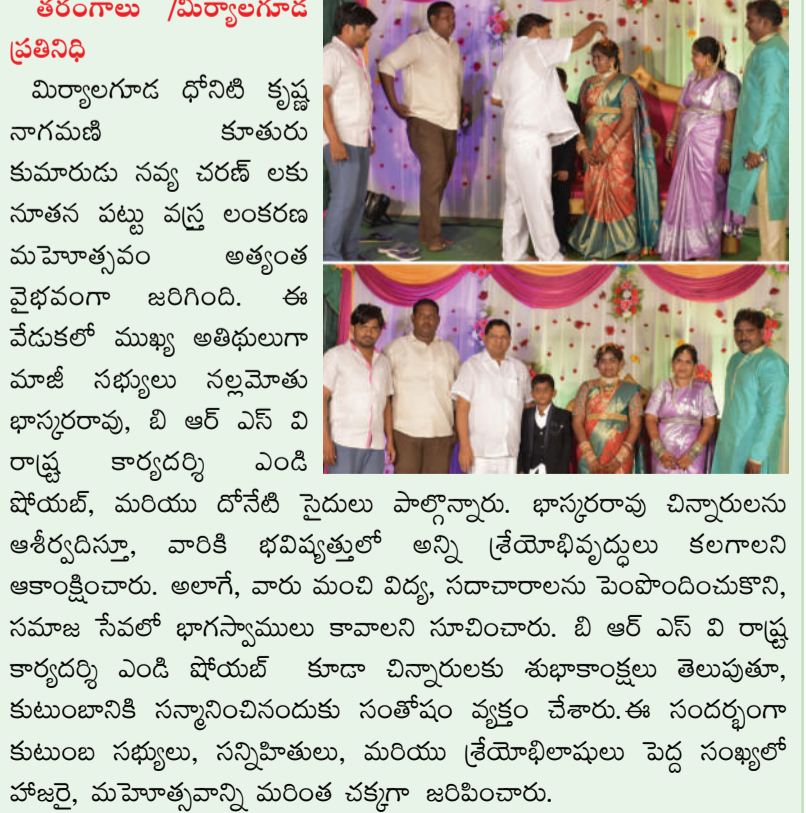 తరంగాలు /మిర్యాలగూడ
ప్రతినిధి
మిర్యాలగూడ ధోనిటి కృష్ణ
నాగమణి కూతురు
కుమారుడు నవ్య చరణ్ లకు
నూతన పట్టు వస్త్ర లంకరణ
మహెూత్సవం అత్యంత
వైభవంగా జరిగింది. ఈ
వేడుకలో ముఖ్య అతిథులుగా
మాజీ సభ్యులు నల్లమోతు
భాస్కరరావు, బి ఆర్ ఎస్ వి
రాష్ట్ర కార్యదర్శి ఎండి
షోయబ్, మరియు దోనేటి సైదులు పాల్గొన్నారు. భాస్కరరావు చిన్నారులను
ఆశీర్వదిస్తూ, వారికి భవిష్యత్తులో అన్ని శ్రేయోభివృద్ధులు కలగాలని
ఆకాంక్షించారు. అలాగే, వారు మంచి విద్య, సదాచారాలను పెంపొందించుకొని,
సమాజ సేవలో భాగస్వాములు కావాలని సూచించారు. బి ఆర్ ఎస్ వి రాష్ట్ర
కార్యదర్శి ఎండి షోయబ్ కూడా చిన్నారులకు శుభాకాంక్షలు తెలుపుతూ,
కుటుంబానికి సన్మానించినందుకు సంతోషం వ్యక్తం చేశారు.ఈ సందర్భంగా
కుటుంబ సభ్యులు, సన్నిహితులు, మరియు శ్రేయోభిలాషులు పెద్ద సంఖ్యలో
హాజరై, మహెూత్సవాన్ని మరింత చక్కగా జరిపించారు.